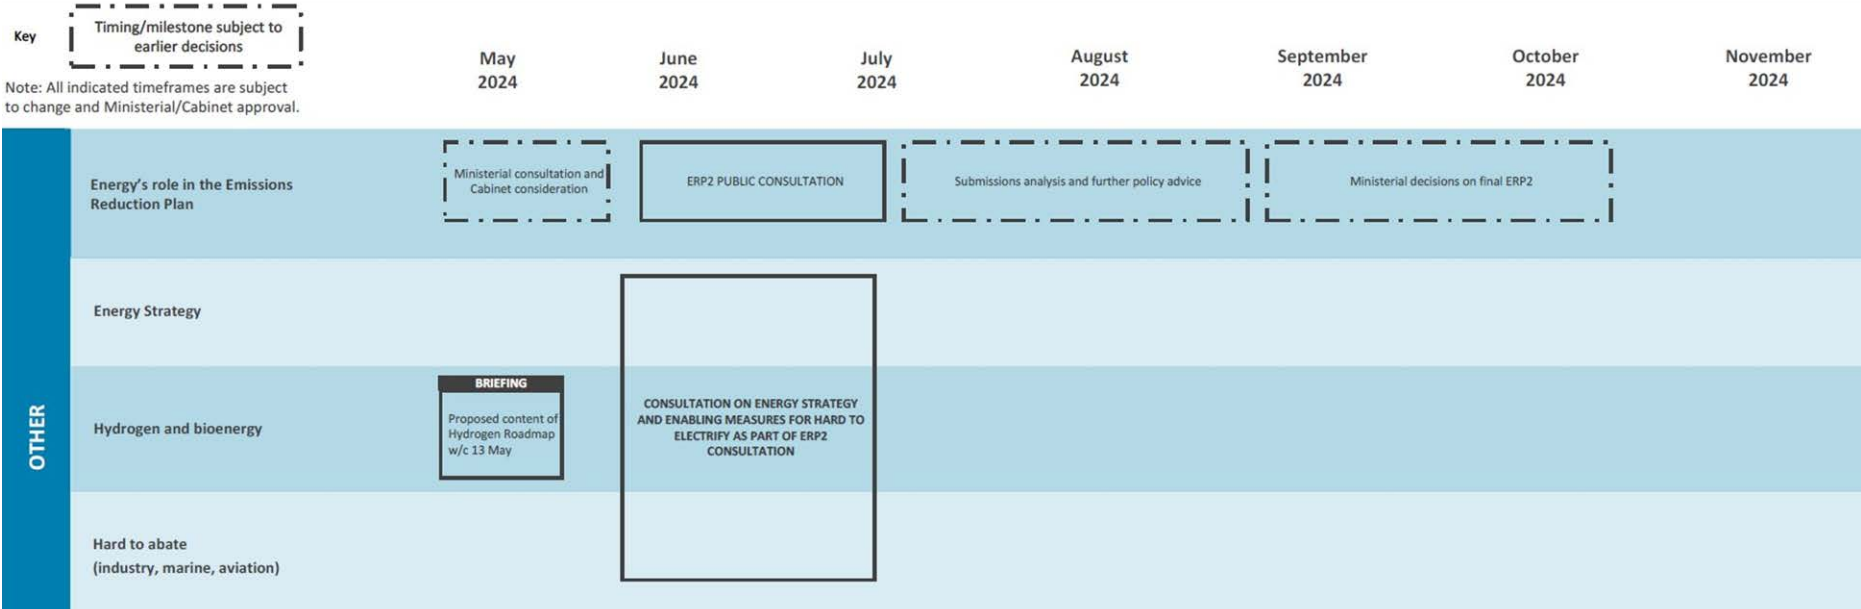 Key
Timing/milestone subject to
earlier decisions
Note: All indicated timeframes are subject
to change and Ministerial/Cabinet approval.
May
2024
June
2024
July
2024
August
2024
September
2024
October
2024
November
2024
OTHER
Energy's role in the Emissions
Reduction Plan
Ministerial consultation and
Cabinet consideration
ERP2 PUBLIC CONSULTATION
Submissions analysis and further policy advice
Ministerial decisions on final ERP2
Energy Strategy
Hydrogen and bioenergy
BRIEFING
Proposed content of
Hydrogen Roadmap
w/c 13 May
CONSULTATION ON ENERGY STRATEGY
AND ENABLING MEASURES FOR HARD TO
ELECTRIFY AS PART OF ERP2
CONSULTATION
Hard to abate
(industry, marine, aviation)